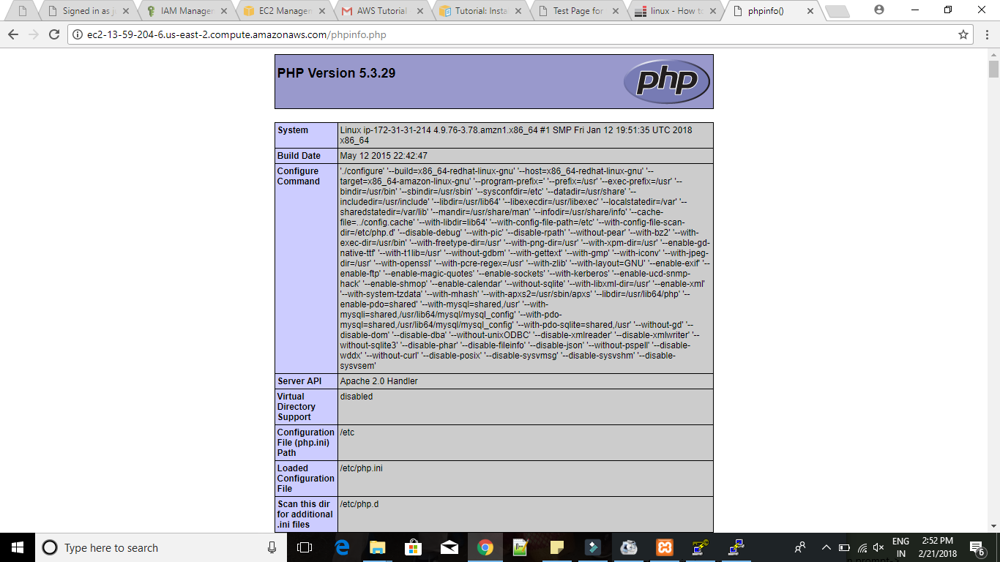 Signed in as j
IAM Manager
EC2 Manager
AWS Tutorial
Tutorial: Insta
Test Page for
linux - How to
phpinfo()
ec2-13-59-204-6.us-east-2.compute.amazonaws.com/phpinfo.php
PHP Version 5.3.29
php
System
Linux ip-172-31-31-214 4.9.76-3.78.amzn1.x86_64 #1 SMP Fri Jan 12 19:51:35 UTC 2018
x86_64
Build Date
May 12 2015 22:42:47
Configure
Command
'./configure' '--build=x86_64-redhat-linux-gnu' '--host=x86_64-redhat-linux-gnu' '--
target=x86_64-amazon-linux-gnu' '--program-prefix=' '--prefix=/usr' '--exec-prefix=/usr' '--
bindir=/usr/bin' '--sbindir=/usr/sbin' '--sysconfdir=/etc' '--datadir=/usr/share' '--
includedir=/usr/include' '--libdir=/usr/lib64' '--libexecdir=/usr/libexec' '--localstatedir=/var' '--
sharedstatedir=/var/lib' '--mandir=/usr/share/man' '--infodir=/usr/share/info' '--cache-
file=../config.cache' '--with-libdir=lib64' '--with-config-file-path=/etc' '--with-config-file-scan-
dir=/etc/php.d' '--disable-debug' '--with-pic' '--disable-rpath' '--without-pear' '--with-bz2' '--with-
exec-dir=/usr/bin' '--with-freetype-dir=/usr' '--with-png-dir=/usr' '--with-xpm-dir=/usr' '--enable-gd-
native-ttf' '--with-t1lib=/usr' '--without-gdbm' '--with-gettext' '--with-gmp' '--with-iconv' '--with-jpeg-
dir=/usr' '--with-openssl' '--with-pcre-regex=/usr' '--with-zlib' '--with-layout=GNU' '--enable-exif' '--
enable-ftp' '--enable-magic-quotes' '--enable-sockets' '--with-kerberos' '--enable-ucd-snmp-
hack' '--enable-shmop' '--enable-calendar' '--without-sqlite' '--with-libxml-dir=/usr' '--enable-xml'
'--with-system-tzdata' '--with-mhash' '--with-apxs2=/usr/sbin/apxs' '--libdir=/usr/lib64/php' '--
enable-pdo=shared' '--with-mysql=shared,/usr' '--with-
mysqli=shared,/usr/lib64/mysql/mysql_config' '--with-pdo-
mysql=shared,/usr/lib64/mysql/mysql_config' '--with-pdo-sqlite=shared,/usr' '--without-gd' '--
disable-dom' '--disable-dba' '--without-unixODBC' '--disable-xmlreader' '--disable-xmlwriter' '--
without-sqlite3' '--disable-phar' '--disable-fileinfo' '--disable-json' '--without-pspell' '--disable-
wddx' '--without-curl' '--disable-posix' '--disable-sysvmsg' '--disable-sysvshm' '--disable-
sysvsem'
Server API
Apache 2.0 Handler
Virtual
Directory
Support
disabled
Configuration
File (php.ini)
Path
/etc
Loaded
Configuration
File
/etc/php.ini
Scan this dir
for additional
.ini files
/etc/php.d
Type here to search
ENG
IN
2:52 PM
2/21/2018
6